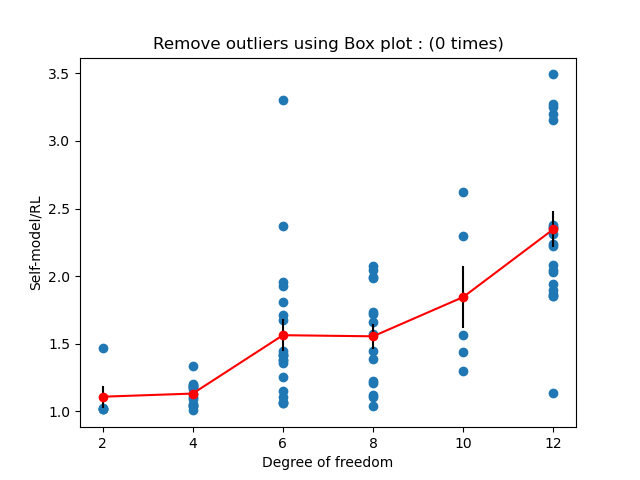 Remove outliers using Box plot : (0 times)
3.5
3.0
2.5
2.0
1.5
1.0
Self-model/RL
2 4 6 8 10 12
Degree of freedom